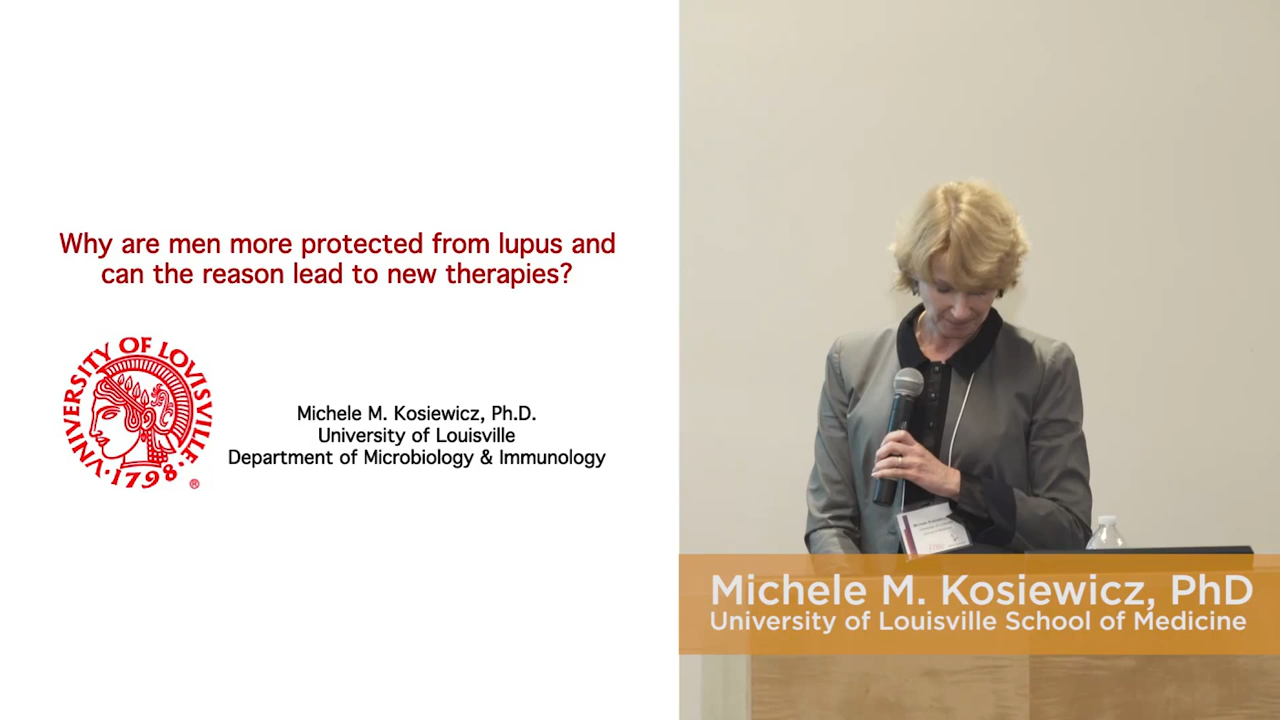 Why are men more protected from lupus and
can the reason lead to new therapies?
UNIVERSITY OF LOVISVILLE
·1798·
®
Michele M. Kosiewicz, Ph.D.
University of Louisville
Department of Microbiology & Immunology
Michele M. Kosiewicz, PhD
University of Louisville School of Medicine